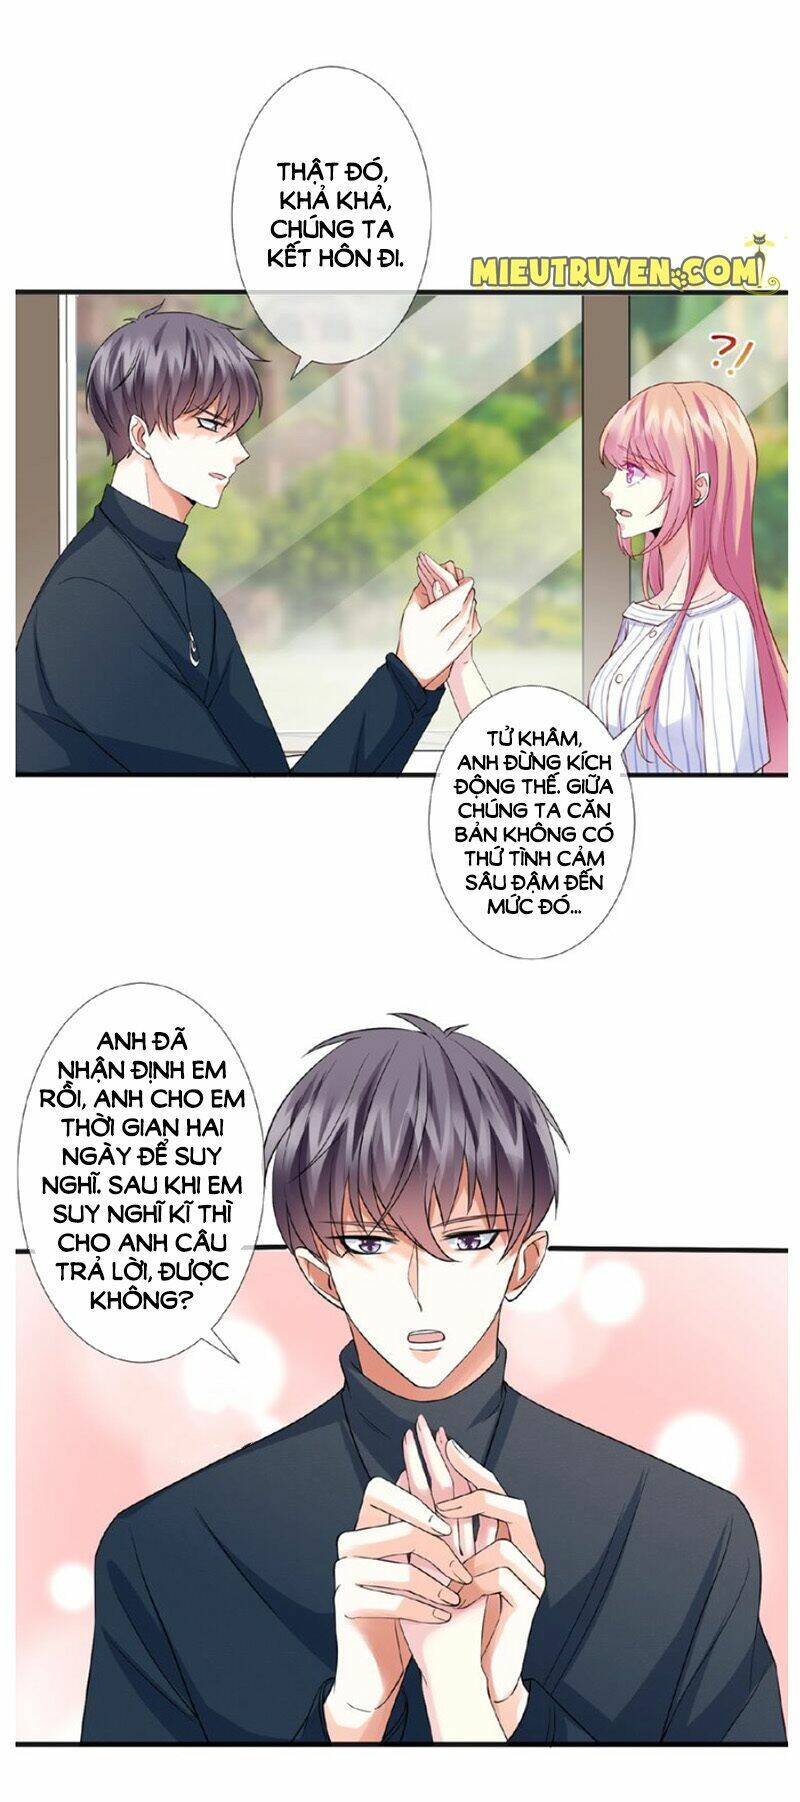 THẬT ĐÓ,
KHẢ KHẢ,
CHÚNG TA
KẾT HÔN ĐI.
MIEUTRUYEN.COM
?!
TỬ KHÂM,
ANH ĐỪNG KÍCH
ĐỘNG THẾ. GIỮA
CHÚNG TA CĂN
BẢN KHÔNG CÓ
THỨ TÌNH CẢM
SÂU ĐẬM ĐẾN
MỨC ĐÓ...
ANH ĐÃ
NHẬN ĐỊNH EM
RỒI, ANH CHO EM
THỜI GIAN HAI
NGÀY ĐỂ SUY
NGHĨ. SAU KHI EM
SUY NGHĨ KĨ THÌ
CHO ANH CÂU
TRẢ LỜI, ĐƯỢC
KHÔNG?